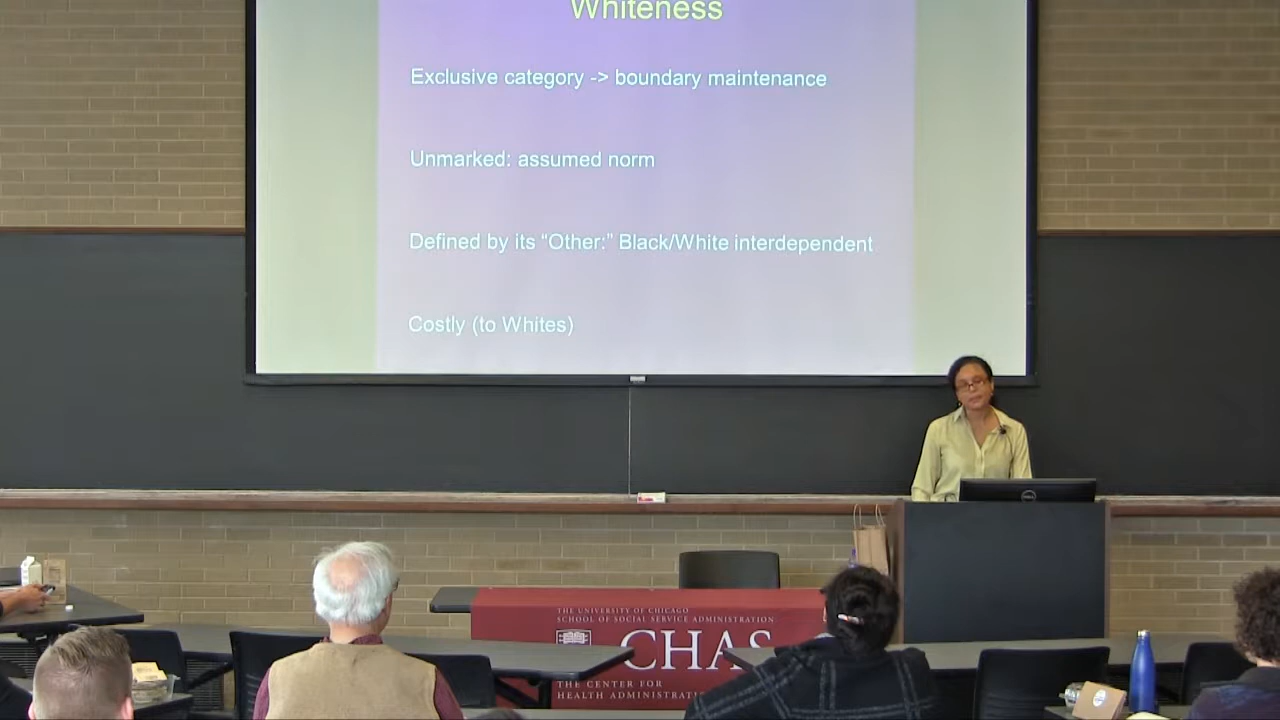 Whiteness
Exclusive category -> boundary maintenance
Unmarked: assumed norm
Defined by its “Other:” Black/White interdependent
Costly (to Whites)
DELL
THE UNIVERSITY OF CHICAGO
SCHOOL OF SOCIAL SERVICE ADMINISTRATION
CHAS
THE CENTER FOR
HEALTH